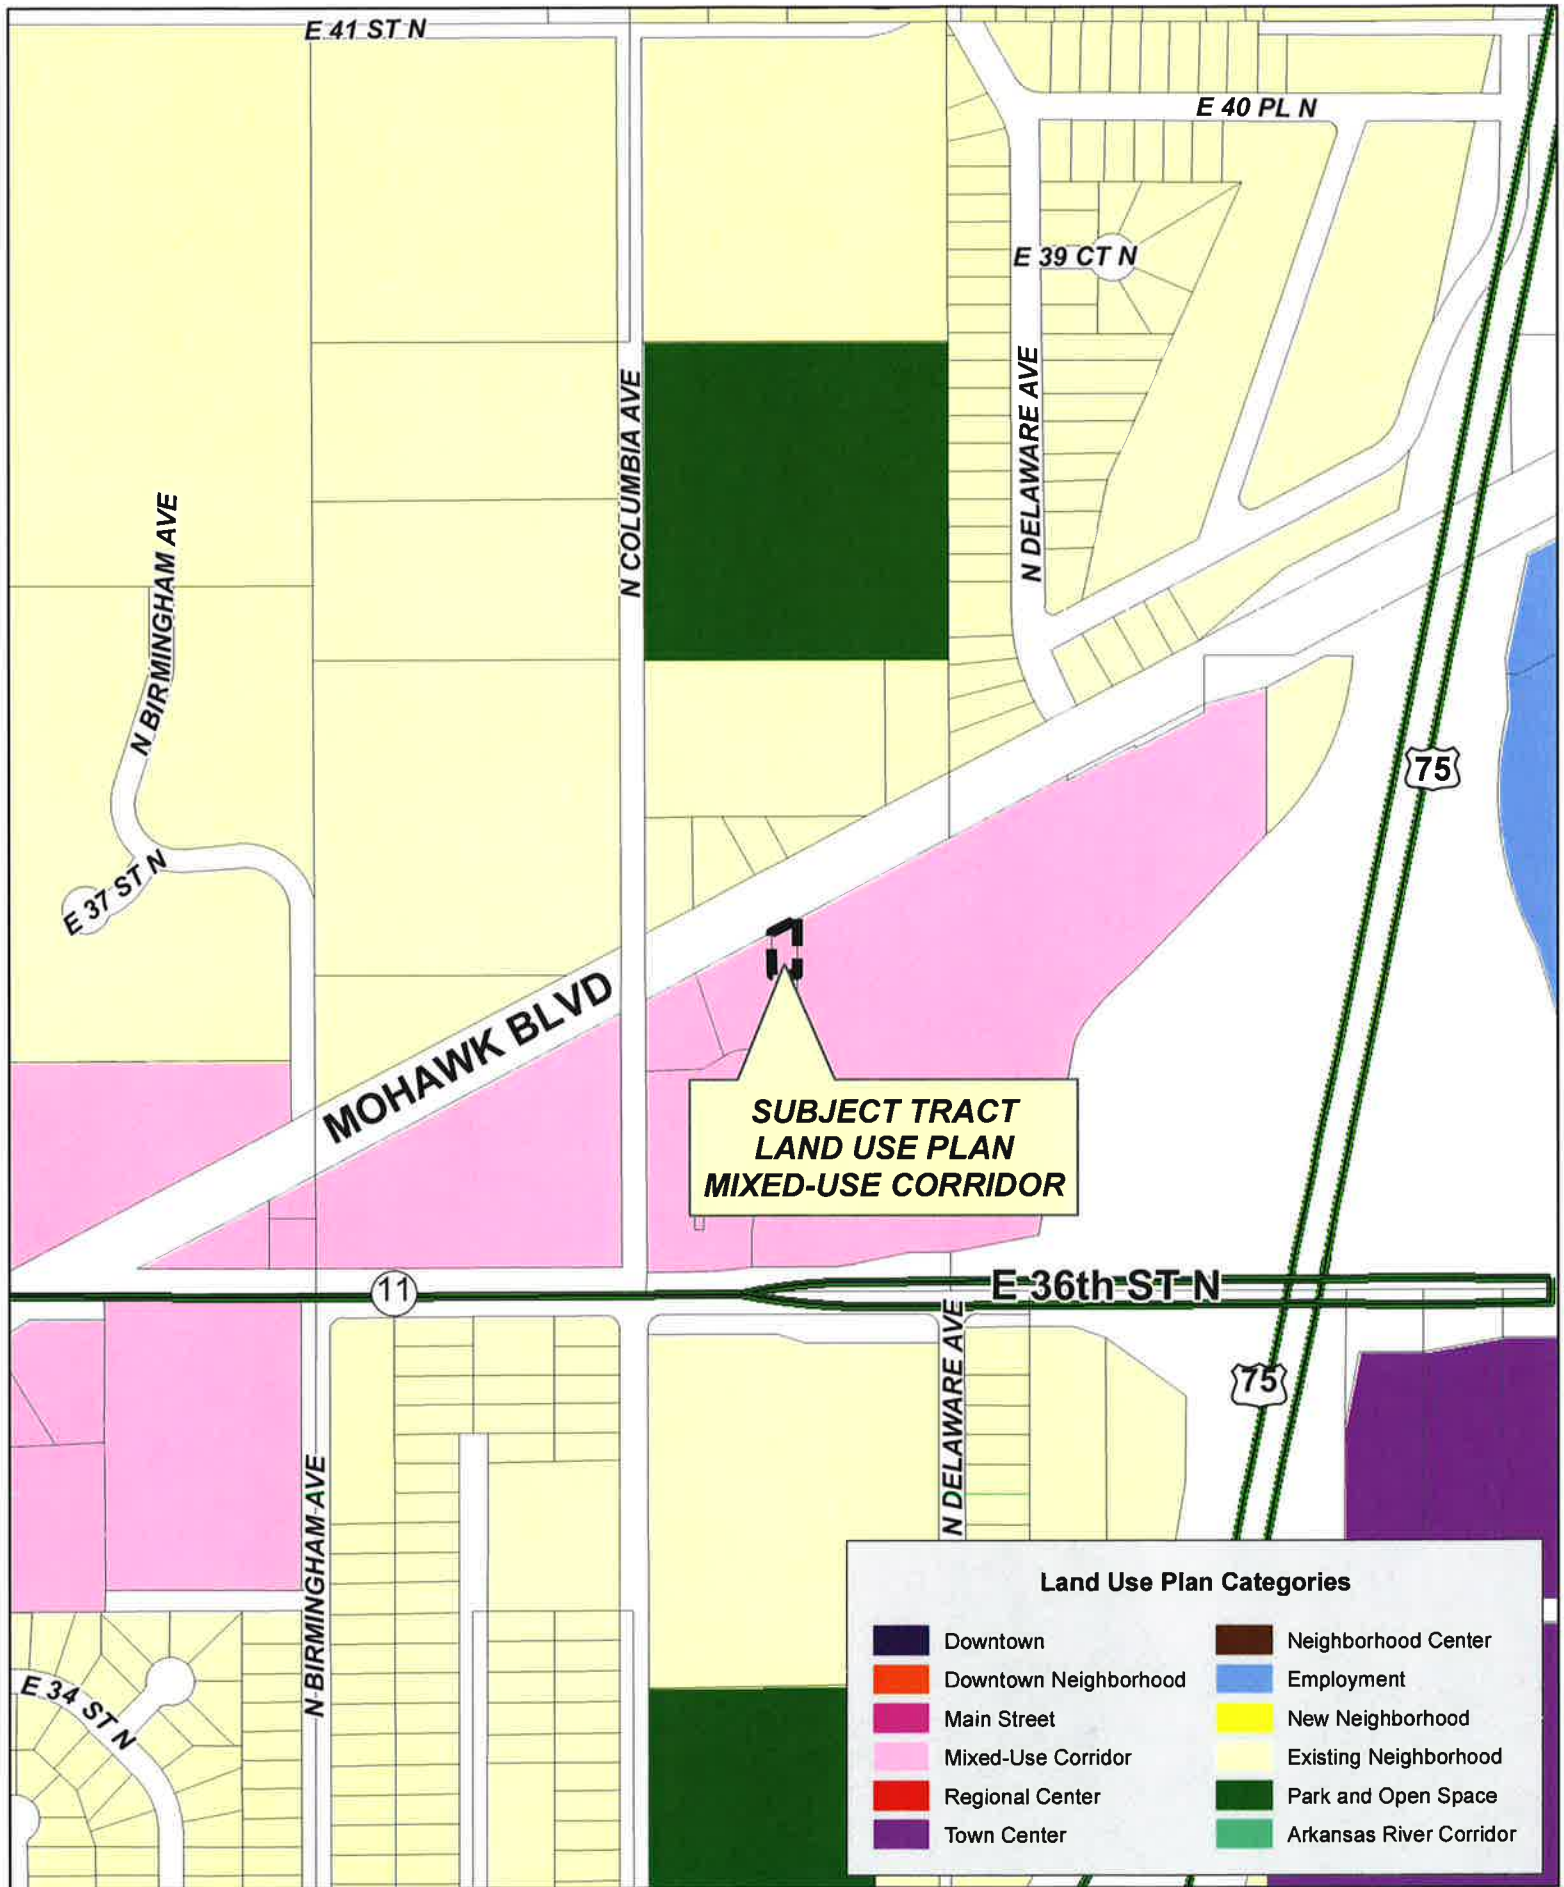 E 41 ST N
E 40 PL N
E 39 CT N
N DELAWARE AVE
N COLUMBIA AVE
N BIRMINGHAM AVE
75
E 37 ST N
MOHAWK BLVD
SUBJECT TRACT
LAND USE PLAN
MIXED-USE CORRIDOR
11
E 36th ST N
N DELAWARE AVE
75
N BIRMINGHAM AVE
E 34 ST N
Land Use Plan Categories
Downtown
Downtown Neighborhood
Main Street
Mixed-Use Corridor
Regional Center
Town Center
Neighborhood Center
Employment
New Neighborhood
Existing Neighborhood
Park and Open Space
Arkansas River Corridor